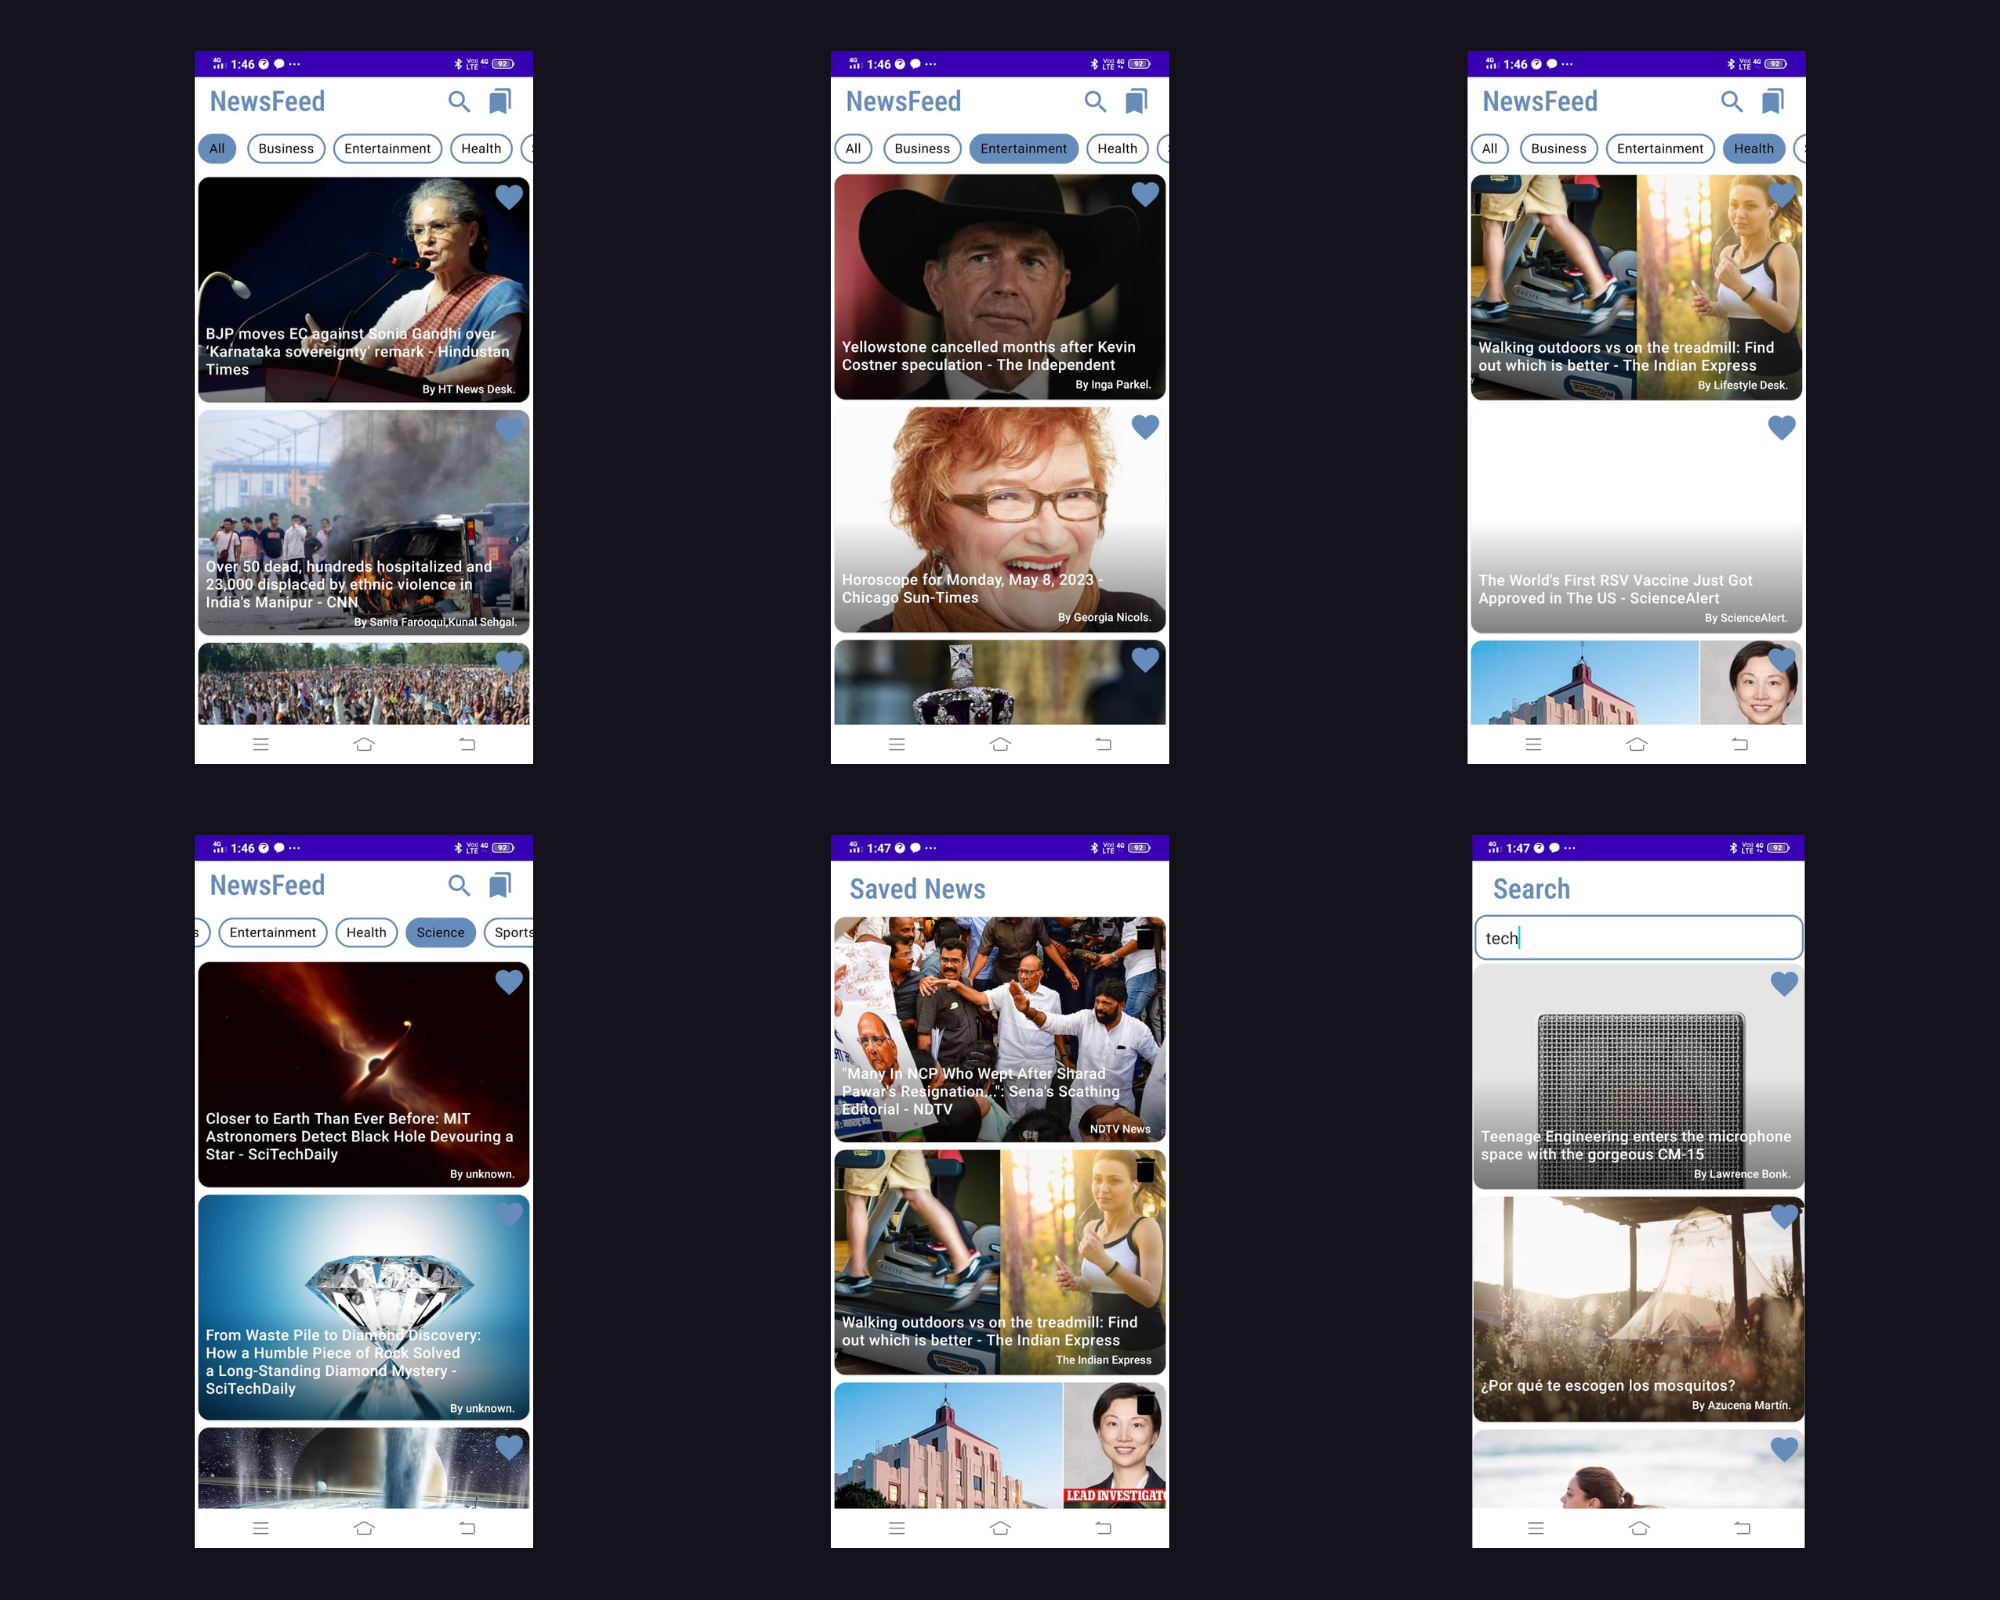 1:46
92
NewsFeed
All
Business
Entertainment
Health
BJP moves EC against Sonia Gandhi over
'Karnataka sovereignty' remark - Hindustan
Times
By HT News Desk.
Over 50 dead, hundreds hospitalized and
23,000 displaced by ethnic violence in
India's Manipur - CNN
By Sania Farooqui,Kunal Sehgal.
1:46
92
NewsFeed
All
Business
Entertainment
Health
Yellowstone cancelled months after Kevin
Costner speculation - The Independent
By Inga Parkel.
Horoscope for Monday, May 8, 2023 -
Chicago Sun-Times
By Georgia Nicols.
1:46
92
NewsFeed
All
Business
Entertainment
Health
Walking outdoors vs on the treadmill: Find
out which is better - The Indian Express
By Lifestyle Desk.
The World's First RSV Vaccine Just Got
Approved in The US - ScienceAlert
By ScienceAlert.
1:46
92
NewsFeed
s
Entertainment
Health
Science
Sports
Closer to Earth Than Ever Before: MIT
Astronomers Detect Black Hole Devouring a
Star - SciTechDaily
By unknown.
From Waste Pile to Diamond Discovery:
How a Humble Piece of Rock Solved
a Long-Standing Diamond Mystery -
SciTechDaily
By unknown.
1:47
92
Saved News
"Many In NCP Who Wept After Sharad
Pawar's Resignation...": Sena's Scathing
Editorial - NDTV
NDTV News
Walking outdoors vs on the treadmill: Find
out which is better - The Indian Express
The Indian Express
LEAD INVESTIGAT
1:47
92
Search
tech
Teenage Engineering enters the microphone
space with the gorgeous CM-15
By Lawrence Bonk.
¿Por qué te escogen los mosquitos?
By Azucena Martín.